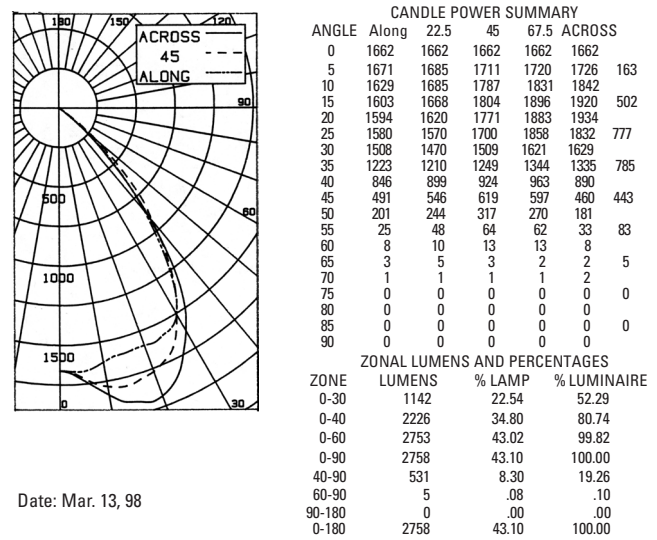 180 150 120
ACROSS
45
ALONG
90
500
60
1000
1500
0 30
CANDLE POWER SUMMARY
ANGLE Along 22.5 45 67.5 ACROSS
0 1662 1662 1662 1662 1662
5 1671 1685 1711 1720 1726 163
10 1629 1685 1787 1831 1842
15 1603 1668 1804 1896 1920 502
20 1594 1620 1771 1883 1934
25 1580 1570 1700 1858 1832 777
30 1508 1470 1509 1621 1629
35 1223 1210 1249 1344 1335 785
40 846 899 924 963 890
45 491 546 619 597 460 443
50 201 244 317 270 181
55 25 48 64 62 33 83
60 8 10 13 13 8
65 3 5 3 2 2 5
70 1 1 1 1 2
75 0 0 0 0 0 0
80 0 0 0 0 0
85 0 0 0 0 0 0
90 0 0 0 0 0
ZONAL LUMENS AND PERCENTAGES
ZONE LUMENS % LAMP % LUMINAIRE
0-30 1142 22.54 52.29
0-40 2226 34.80 80.74
0-60 2753 43.02 99.82
0-90 2758 43.10 100.00
40-90 531 8.30 19.26
60-90 5 .08 .10
90-180 0 .00 .00
0-180 2758 43.10 100.00
Date: Mar. 13, 98